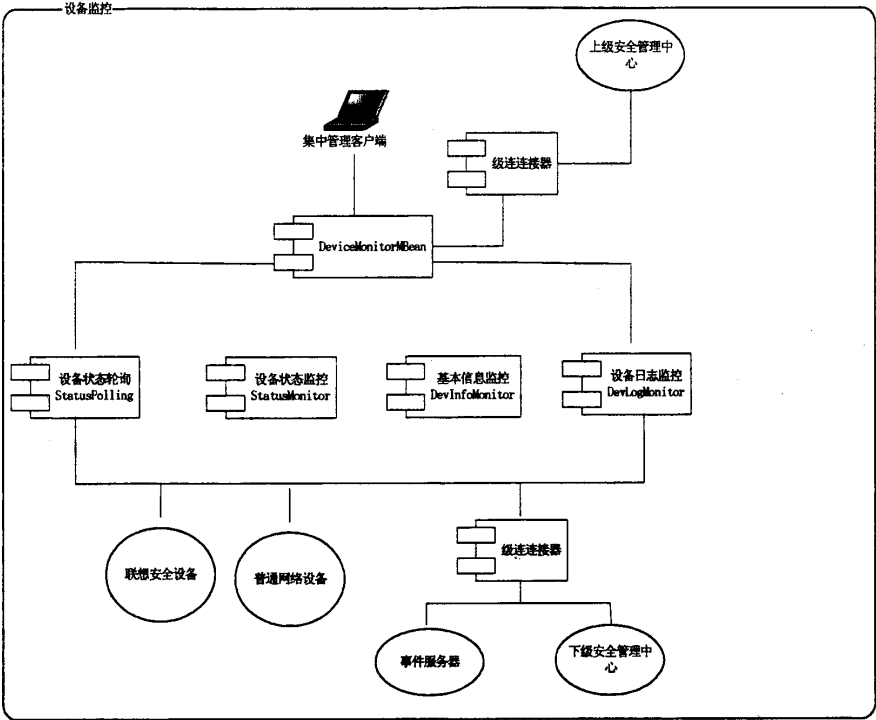 设备监控
上级安全管理中
心
集中管理客户端
级连连接器
DeviceMonitorMBean
设备状态轮询
StatusPolling
设备状态监控
StatusMonitor
基本信息监控
DevInfoMonitor
设备日志监控
DevLogMonitor
联想安全设备
普通网络设备
级连连接器
事件服务器
下级安全管理中
心